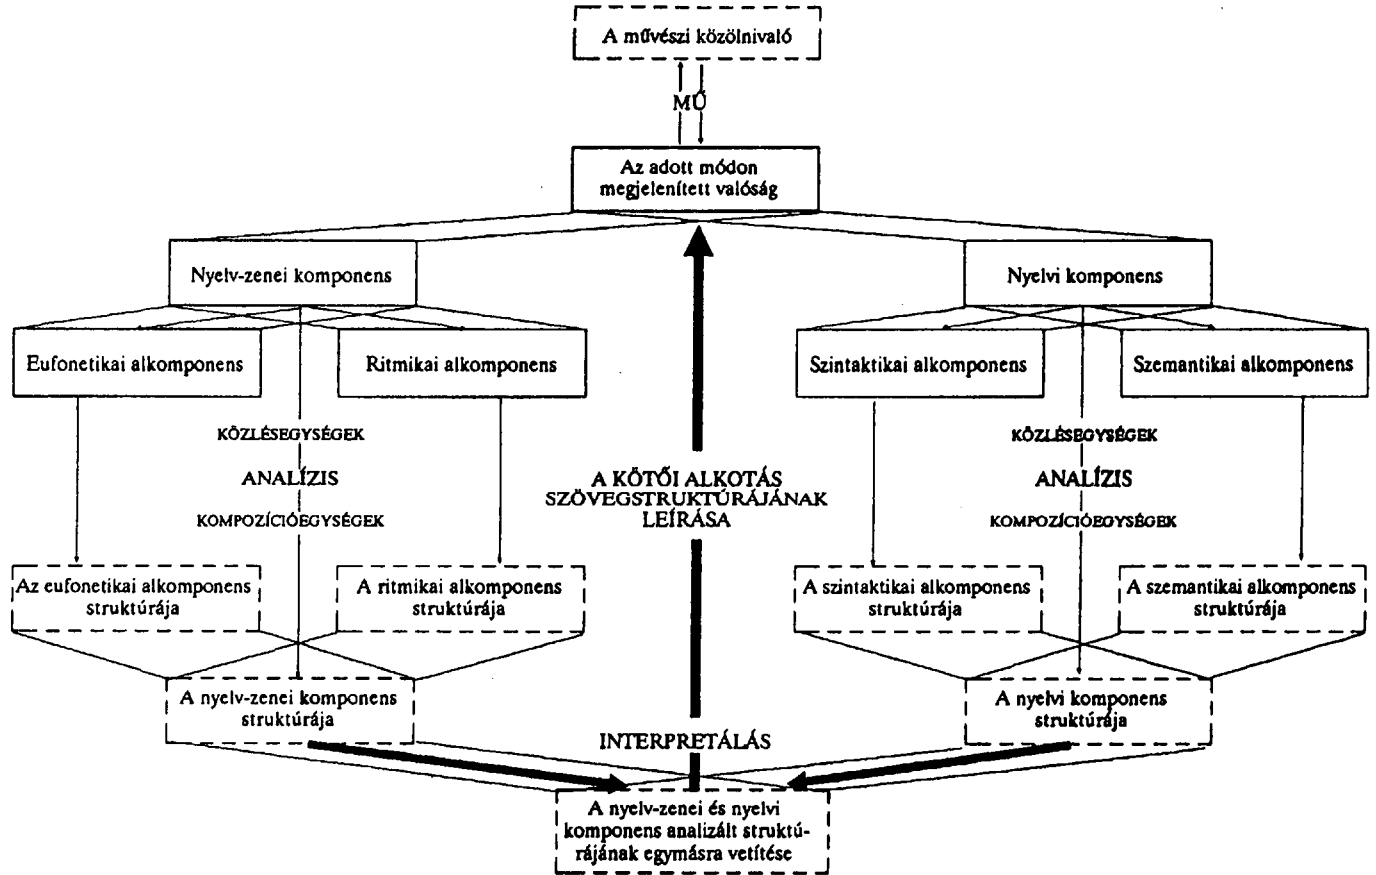 A művészi közölnivaló
MŰ
Az adott módon
megjelenített valóság
Nyelv-zenei komponens
Nyelvi komponens
Eufonetikai alkomponens
Ritmikai alkomponens
Szintaktikai alkomponens
Szemantikai alkomponens
KÖZLÉSEGYSÉGEK
ANALÍZIS
KOMPOZÍCIÓEGYSÉGEK
A KÖTŐI ALKOTÁS
SZÖVEGSTRUKTÚRÁJÁNAK
LEÍRÁSA
KÖZLÉSEGYSÉGEK
ANALÍZIS
KOMPOZÍCIÓEGYSÉGEK
Az eufonetikai alkomponens
struktúrája
A ritmikai alkomponens
struktúrája
A szintaktikai alkomponens
struktúrája
A szemantikai alkomponens
struktúrája
A nyelv-zenei komponens
struktúrája
A nyelvi komponens
struktúrája
INTERPRETÁLÁS
A nyelv-zenei és nyelvi
komponens analizált struktú-
rájának egymásra vetítése